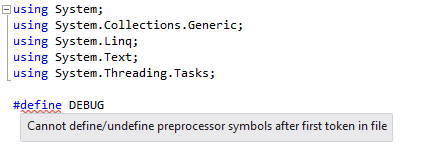 using System;
using System.Collections.Generic;
using System.Linq;
using System.Text;
using System.Threading.Tasks;
#define DEBUG
Cannot define/undefine preprocessor symbols after first token in file